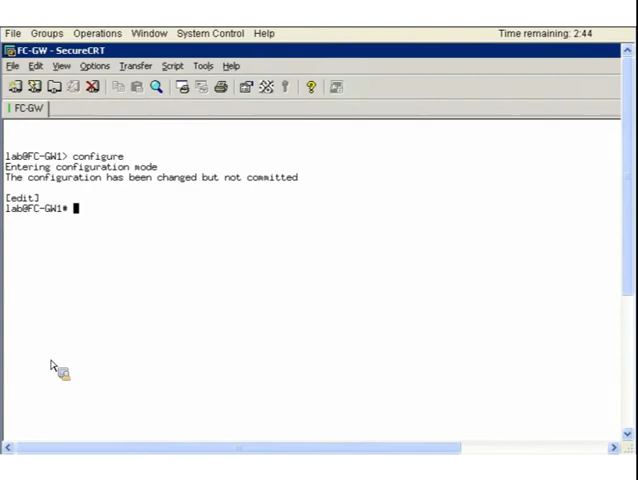 File Groups Operations Window System Control Help Time remaining: 2:44
FC-GW - SecureCRT
File Edit View Options Transfer Script Tools Help
FC-GW
lab@FC-GW1> configure
Entering configuration mode
The configuration has been changed but not committed
[edit]
lab@FC-GW1#